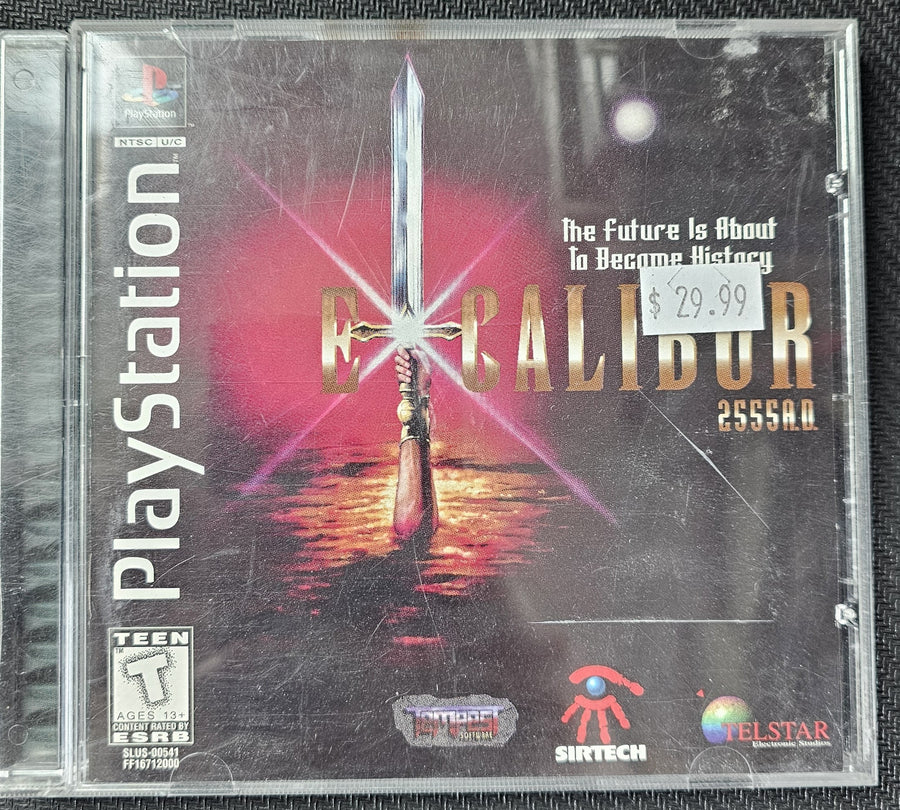 PlayStation
NTSC U/C
PlayStation™
The Future Is About
To Become History
EXCALIBUR
$ 29.99
2555A.D.
TEEN
T
AGES 13+
CONTENT RATED BY
ESRB
SLUS-00541
FF16712000
Tempest
SOFTWARE
SIRTECH
TELSTAR
Electronic Studios